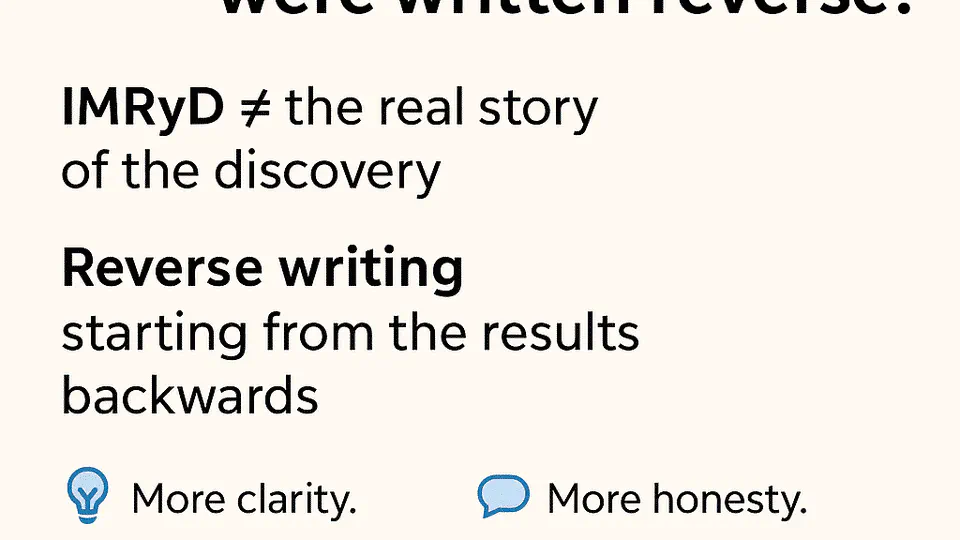 were written reverse?
IMRyD ≠ the real story
of the discovery
Reverse writing
starting from the results
backwards
More clarity.
More honesty.